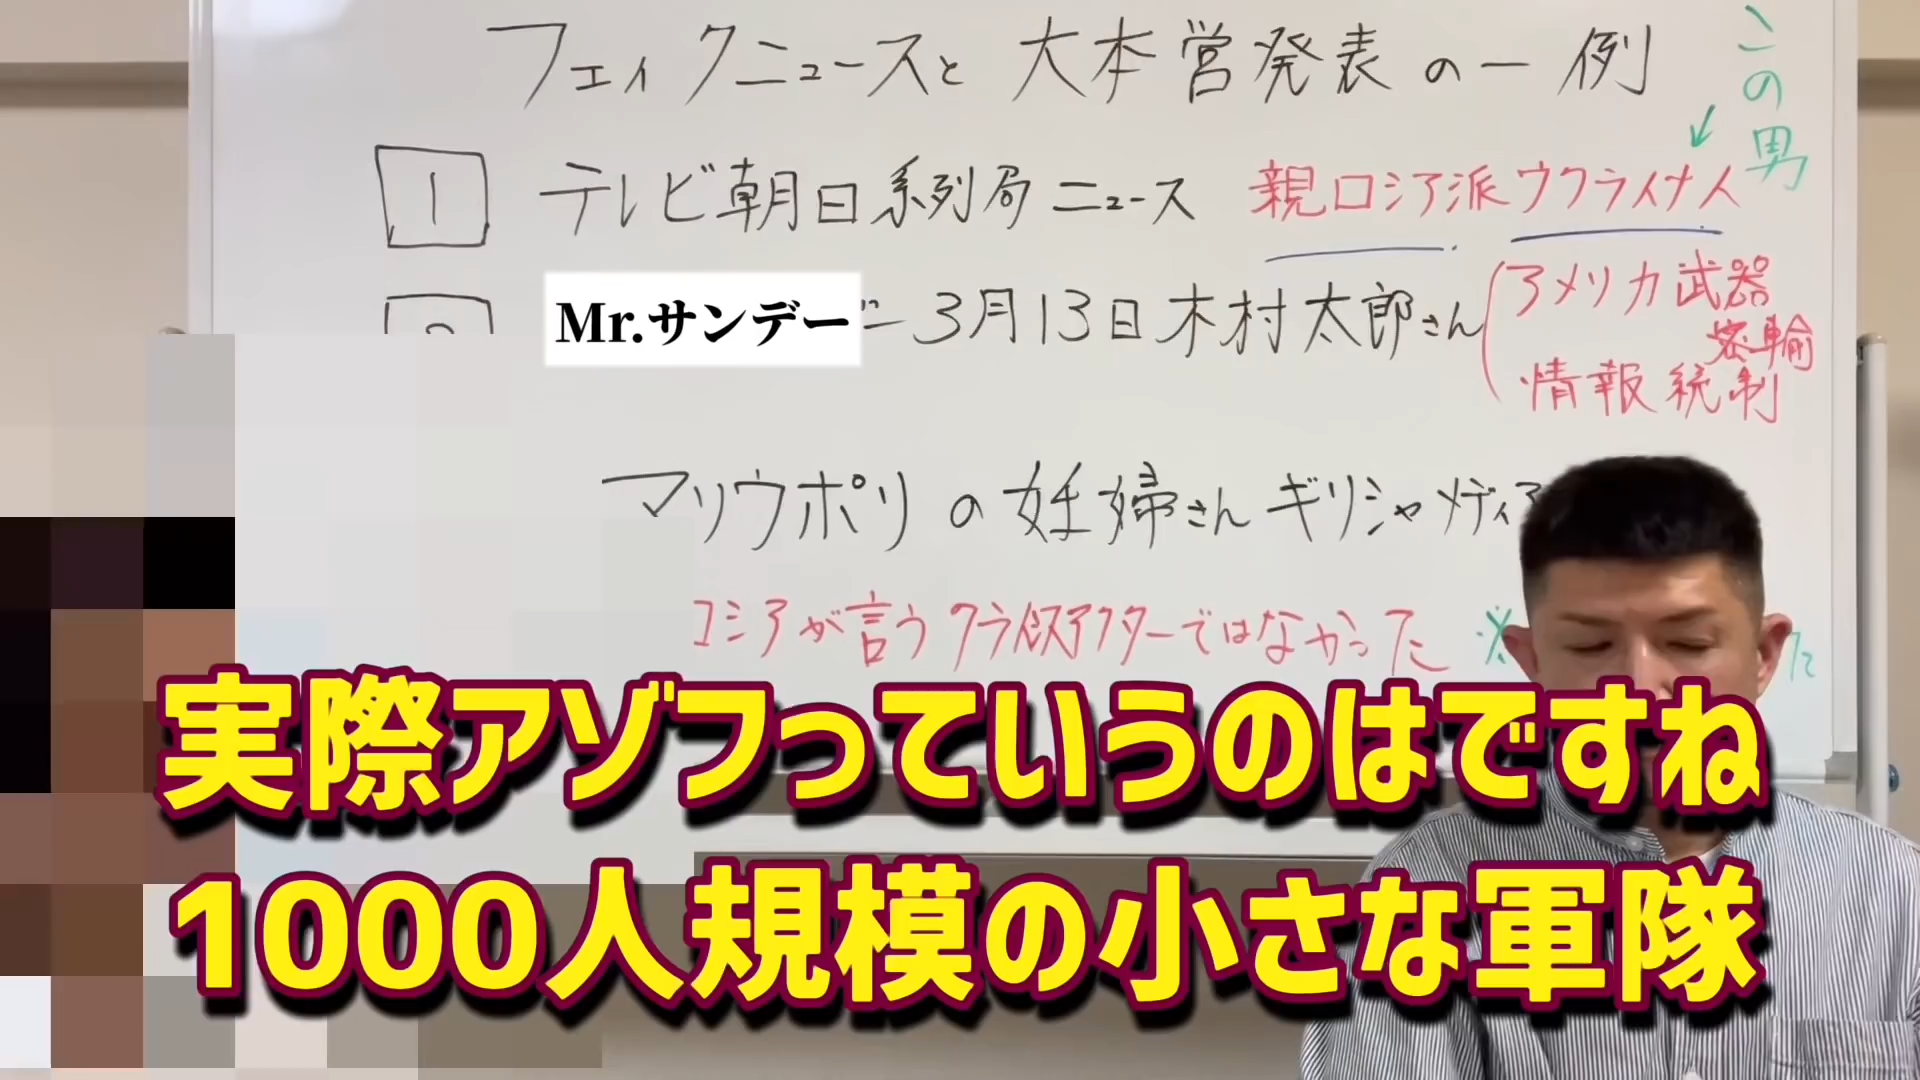 フェイクニュースと大本営発表の一例
この男
1
テレビ朝日系列局ニュース 親ロシア派ウクライナ人
Mr.サンデー 3月13日木村太郎さん
アメリカ武器
密輸
情報統制
マリウポリの妊婦さんギリシャメディア
ロシアが言うクライシスアクターではなかった
実際アゾフっていうのはですね
1000人規模の小さな軍隊